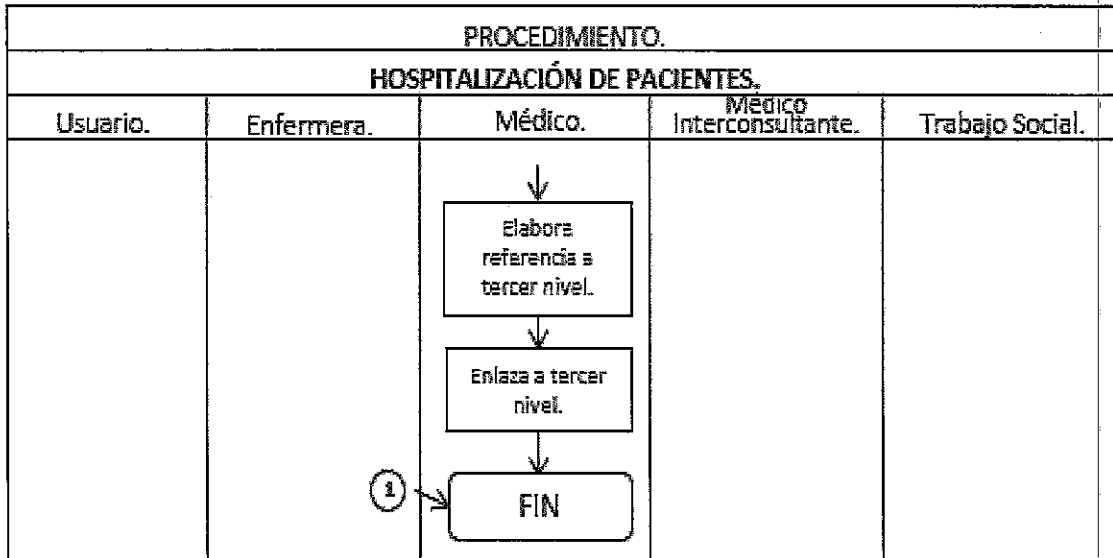 PROCEDIMIENTO.
HOSPITALIZACIÓN DE PACIENTES.
Usuario.
Enfermera.
Médico.
Médico
Interconsultante.
Trabajo Social.
Elabora
referencia a
tercer nivel.
Enlaza a tercer
nivel.
1
FIN